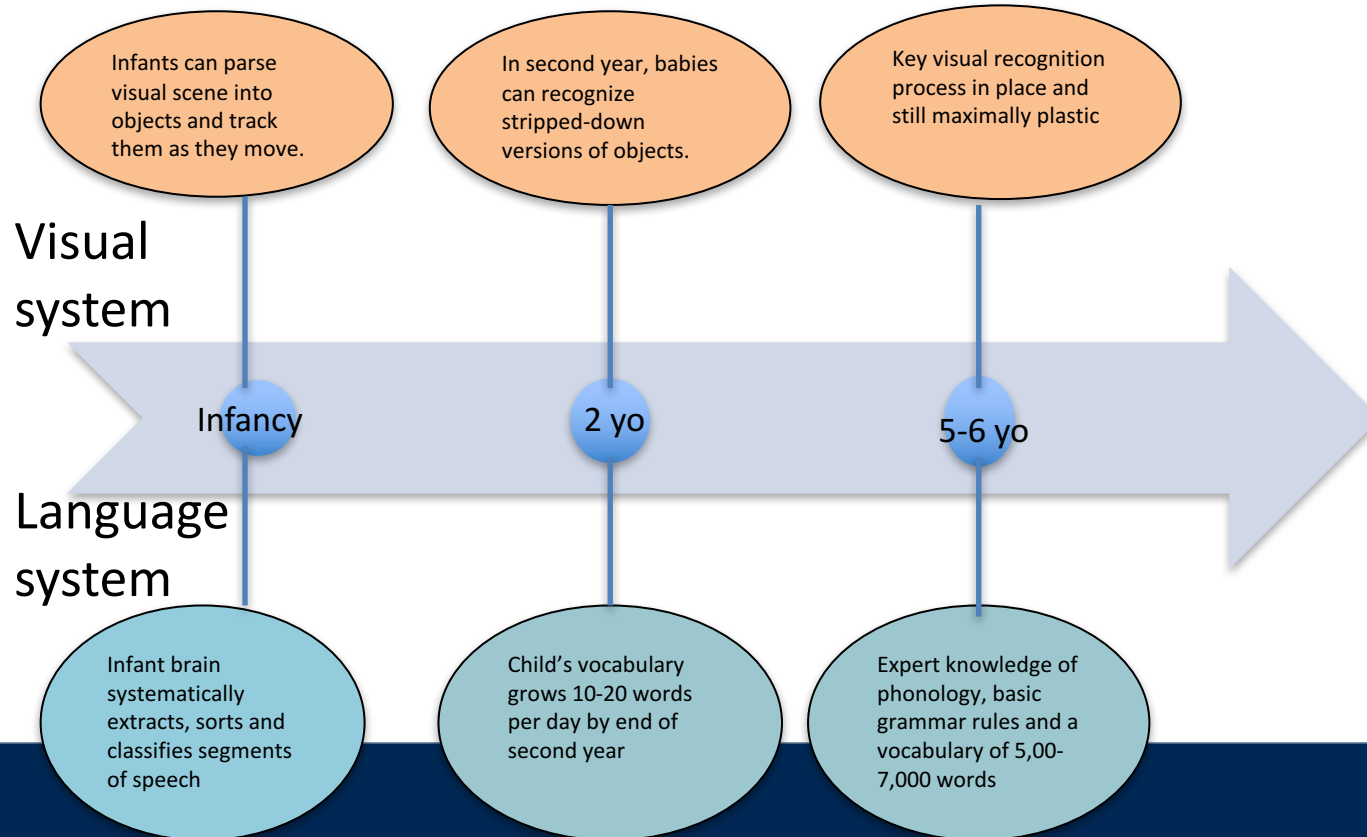 Infants can parse
visual scene into
objects and track
them as they move.
In second year, babies
can recognize
stripped-down
versions of objects.
Key visual recognition
process in place and
still maximally plastic
Visual
system
Infancy
2 yo
5-6 yo
Language
system
Infant brain
systematically
extracts, sorts and
classifies segments
of speech
Child’s vocabulary
grows 10-20 words
per day by end of
second year
Expert knowledge of
phonology, basic
grammar rules and a
vocabulary of 5,00-
7,000 words